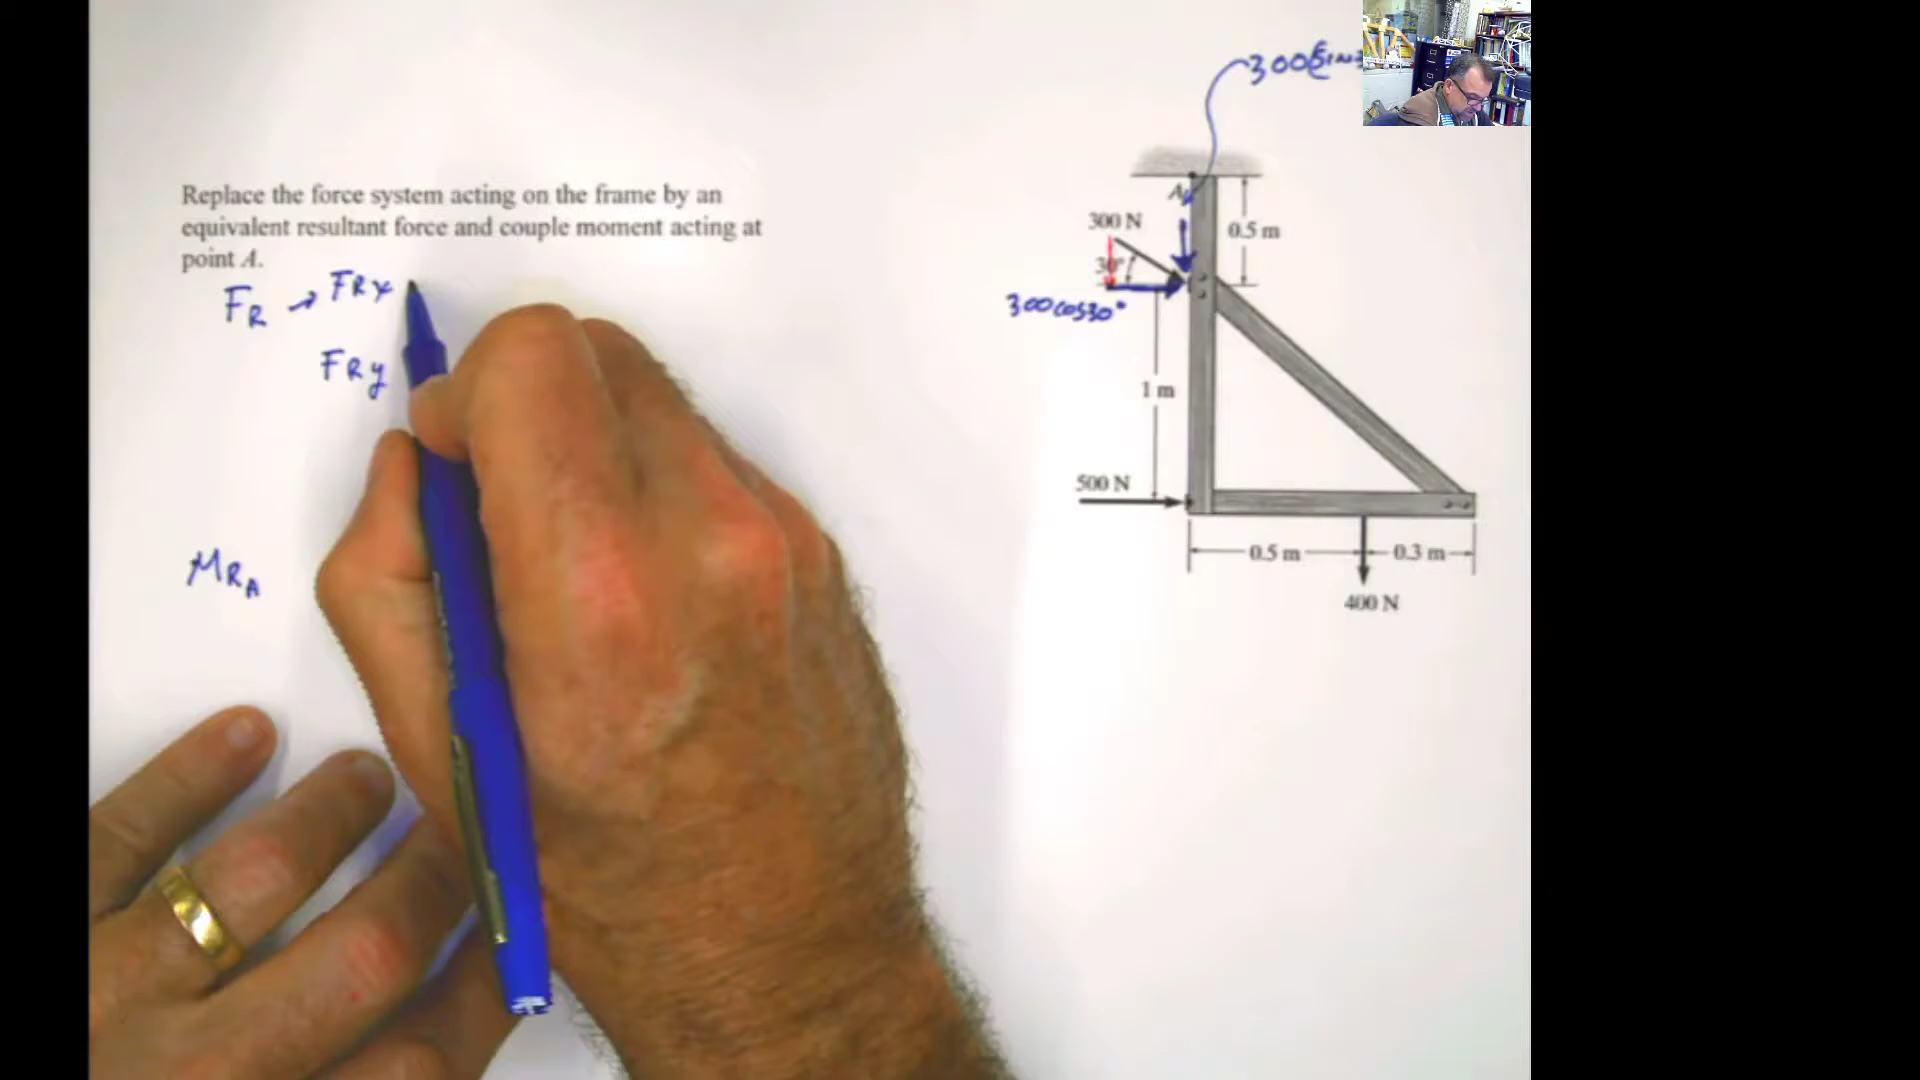 Replace the force system acting on the frame by an
equivalent resultant force and couple moment acting at
point A.
FR → FRx
FRy
MRA
300
A
300 N
0.5 m
30°
300cos30°
1 m
500 N
0.5 m
0.3 m
400 N